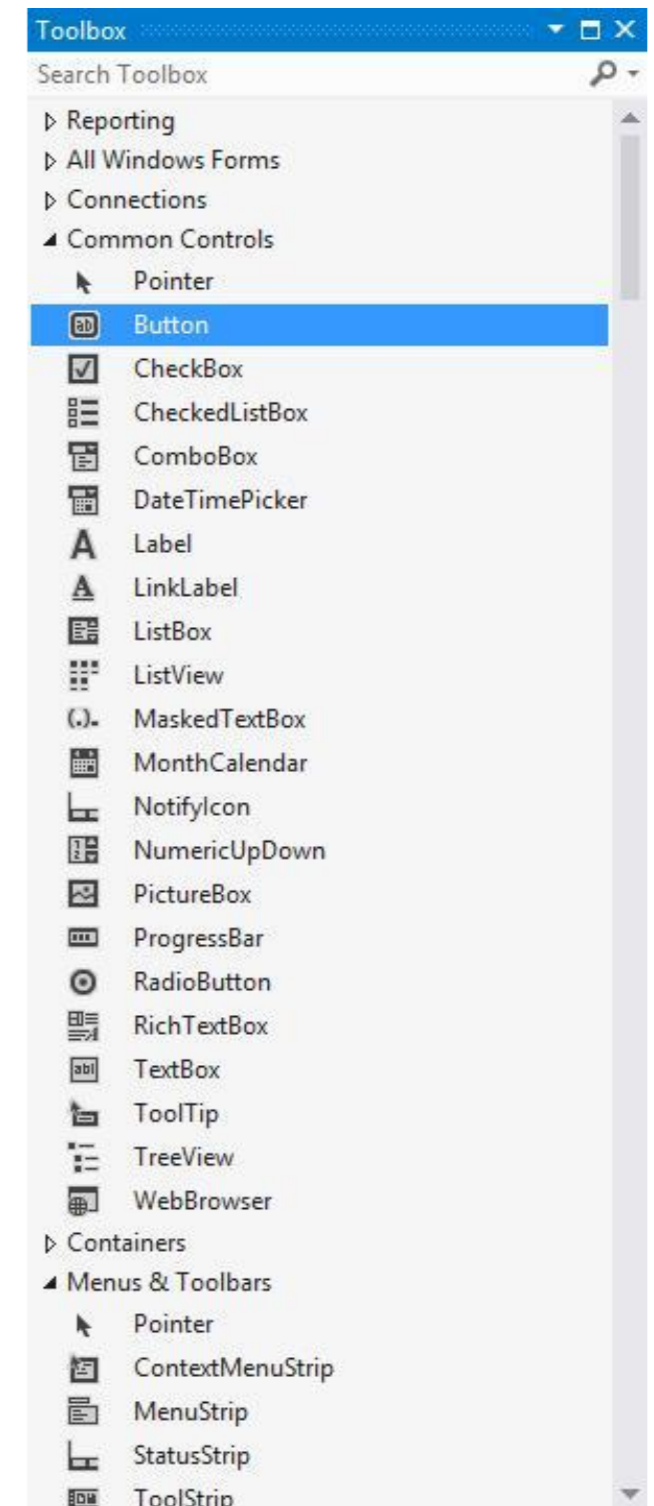 Toolbox
Search Toolbox
Reporting
All Windows Forms
Connections
Common Controls
Pointer
Button
CheckBox
CheckedListBox
ComboBox
DateTimePicker
Label
LinkLabel
ListBox
ListView
MaskedTextBox
MonthCalendar
NotifyIcon
NumericUpDown
PictureBox
ProgressBar
RadioButton
RichTextBox
TextBox
ToolTip
TreeView
WebBrowser
Containers
Menus & Toolbars
Pointer
ContextMenuStrip
MenuStrip
StatusStrip
ToolStrip